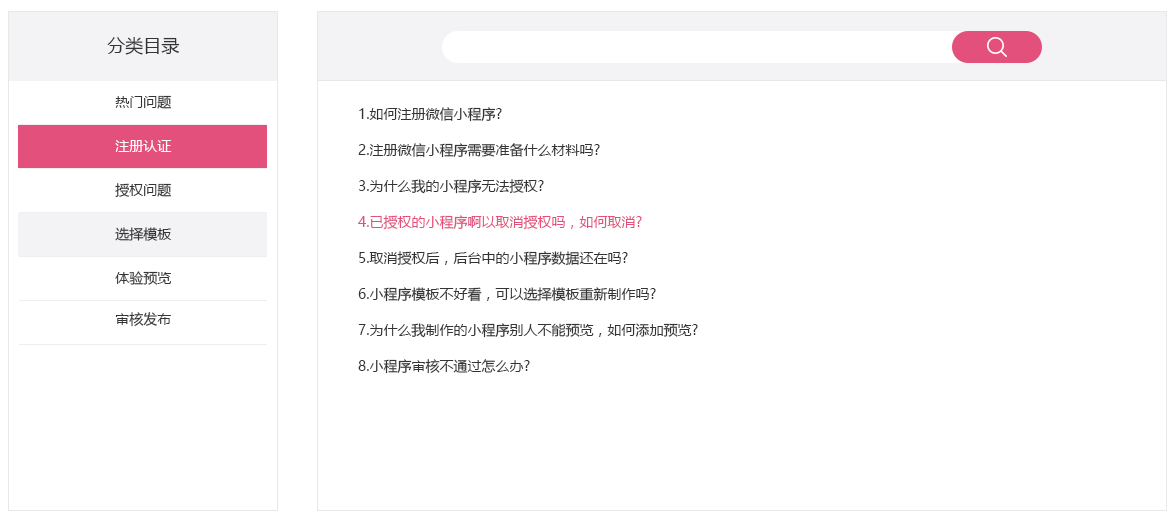 分类目录
热门问题
注册认证
授权问题
选择模板
体验预览
审核发布
1.如何注册微信小程序?
2.注册微信小程序需要准备什么材料吗?
3.为什么我的小程序无法授权?
4.已授权的小程序啊以取消授权吗，如何取消?
5.取消授权后，后台中的小程序数据还在吗?
6.小程序模板不好看，可以选择模板重新制作吗?
7.为什么我制作的小程序别人不能预览，如何添加预览?
8.小程序审核不通过怎么办?